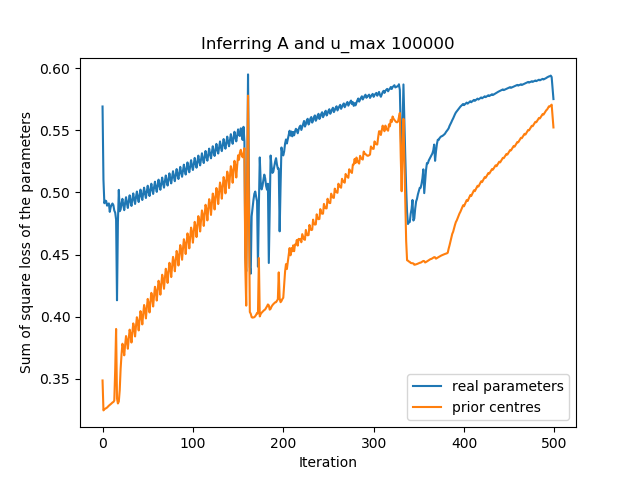 Inferring A and u_max 100000
Sum of square loss of the parameters
0.60
0.55
0.50
0.45
0.40
0.35
0
100
200
300
400
500
Iteration
real parameters
prior centres